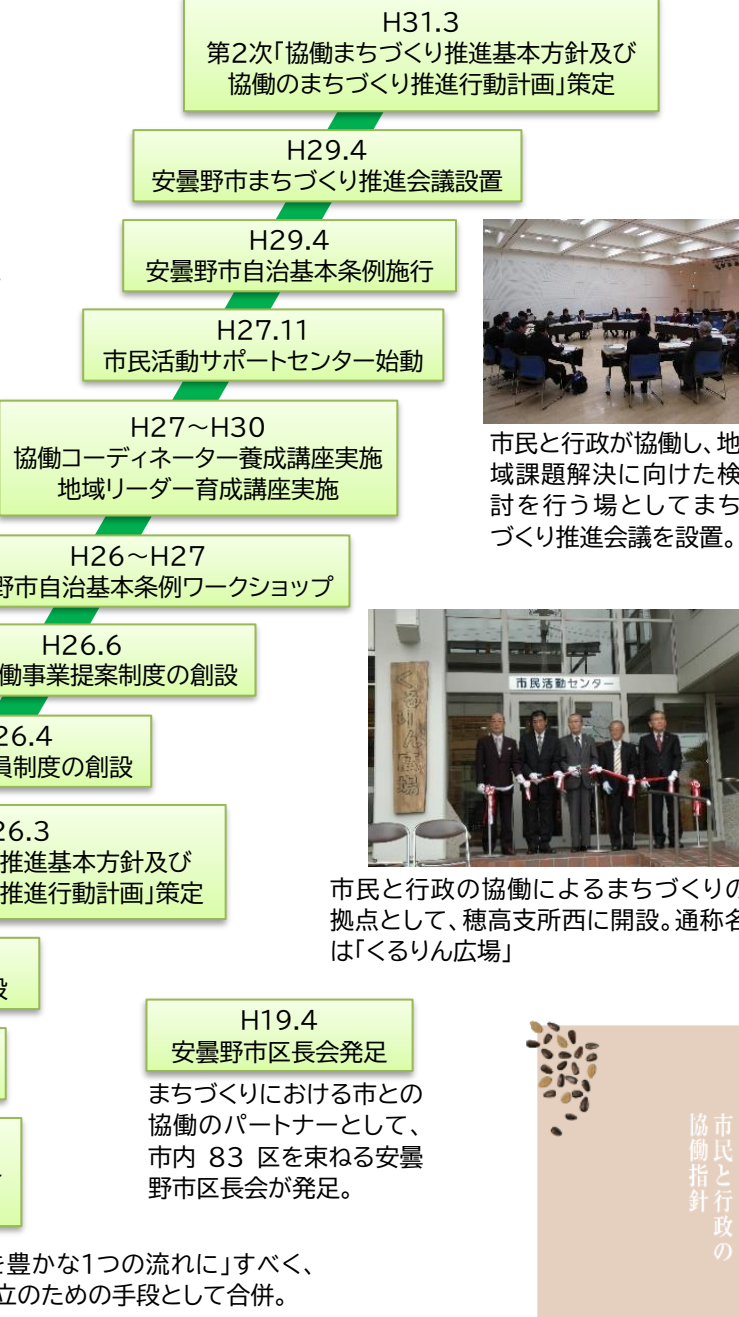 H31.3
第2次「協働まちづくり推進基本方針及び
協働のまちづくり推進行動計画」策定
H29.4
安曇野市まちづくり推進会議設置
H29.4
安曇野市自治基本条例施行
H27.11
市民活動サポートセンター始動
H27～H30
協働コーディネーター養成講座実施
地域リーダー育成講座実施
市民と行政が協働し、地
域課題解決に向けた検
討を行う場としてまち
づくり推進会議を設置。
H26～H27
野市自治基本条例ワークショップ
H26.6
働事業提案制度の創設
26.4
員制度の創設
市民活動センター
くるりん広場
26.3
推進基本方針及び
推進行動計画」策定
市民と行政の協働によるまちづくりの
拠点として、穂高支所西に開設。通称名
は「くるりん広場」
H19.4
安曇野市区長会発足
まちづくりにおける市との
協働のパートナーとして、
市内 83 区を束ねる安曇
野市区長会が発足。
市民と行政の
協働指針
を豊かな1つの流れに」すべく、
立のための手段として合併。